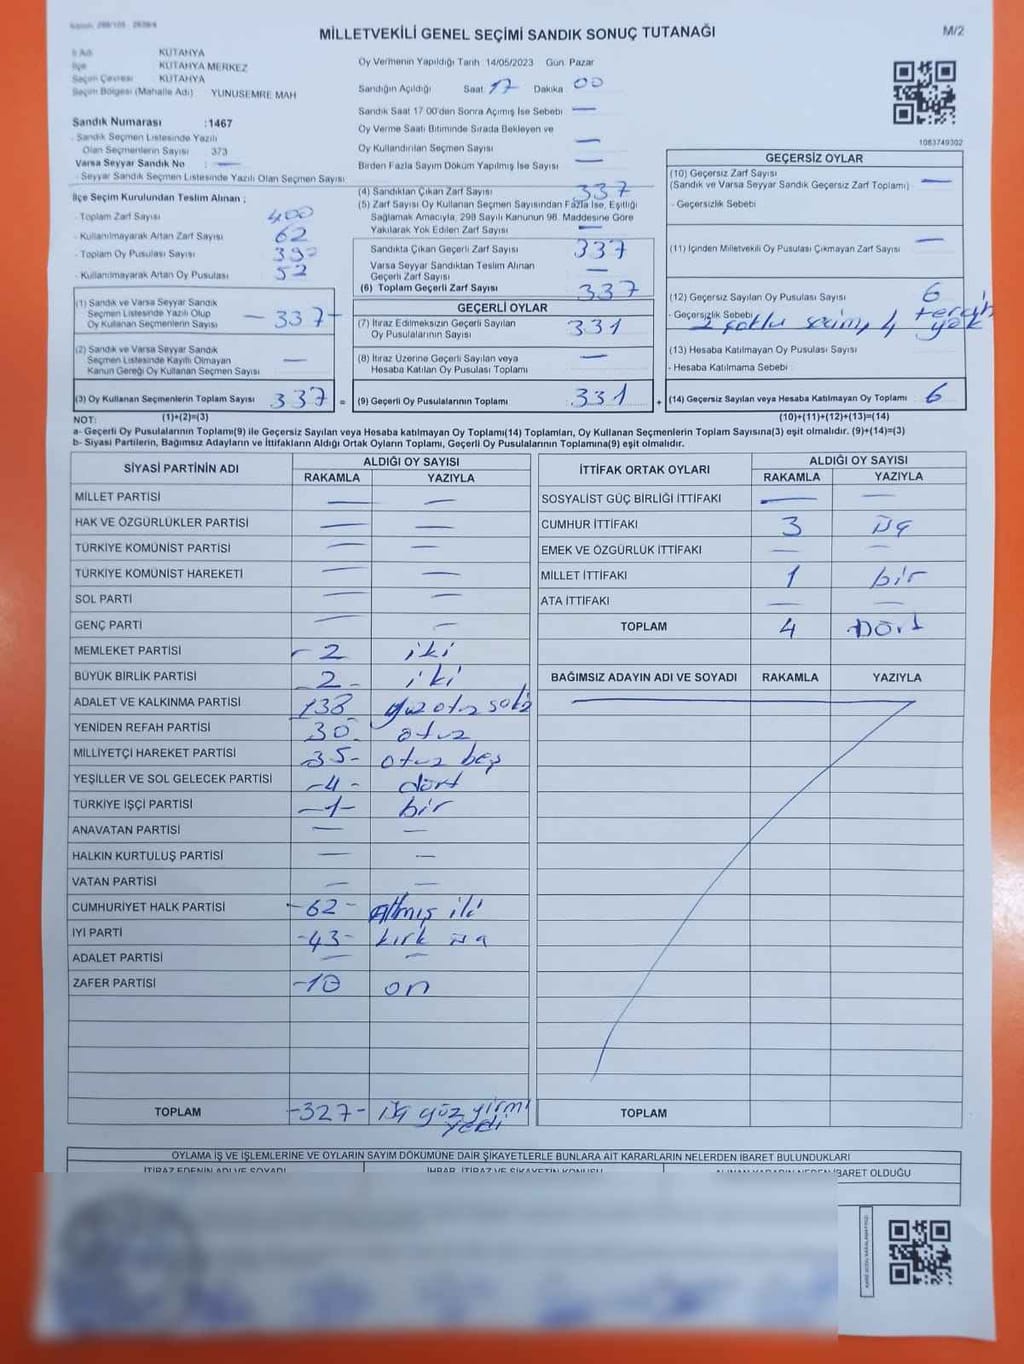 MİLLETVEKİLİ GENEL SEÇİMİ SANDIK SONUÇ TUTANAĞI
M/2
İl Adı KÜTAHYA
İlçe KÜTAHYA MERKEZ
Seçim Çevresi KÜTAHYA
Seçim Bölgesi (Mahalle Adı) YUNUSEMRE MAH
Sandık Numarası :1467
- Sandık Seçmen Listesinde Yazılı
Olan Seçmenlerin Sayısı 373
Varsa Seyyar Sandık No : —
- Seyyar Sandık Seçmen Listesinde Yazılı Olan Seçmen Sayısı
İlçe Seçim Kurulundan Teslim Alınan ;
- Toplam Zarf Sayısı 400
- Kullanılmayarak Artan Zarf Sayısı 62
- Toplam Oy Pusulası Sayısı
- Kullanılmayarak Artan Oy Pusulası 52
(1) Sandık ve Varsa Seyyar Sandık
Seçmen Listesinde Yazılı Olup
Oy Kullanan Seçmenlerin Sayısı — 337 -
(2) Sandık ve Varsa Seyyar Sandık
Seçmen Listesinde Kayıtlı Olmayan
Kanun Gereği Oy Kullanan Seçmen Sayısı —
(3) Oy Kullanan Seçmenlerin Toplam Sayısı 337 =
Oy Vermenin Yapıldığı Tarih 14/05/2023 Gün Pazar
Sandığın Açıldığı Saat 17 Dakika 00
Sandık Saat 17 00'den Sonra Açımış İse Sebebi —
Oy Verme Saati Bitiminde Sırada Bekleyen ve
Oy Kullandırılan Seçmen Sayısı —
Birden Fazla Sayım Döküm Yapılmış İse Sayısı —
(4) Sandıktan Çıkan Zarf Sayısı 337
(5) Zarf Sayısı Oy Kullanan Seçmen Sayısından Fazla İse, Eşitliği
Sağlamak Amacıyla, 298 Sayılı Kanunun 98. Maddesine Göre
Yakılarak Yok Edilen Zarf Sayısı —
Sandıkta Çıkan Geçerli Zarf Sayısı 337
Varsa Seyyar Sandıktan Teslim Alınan
Geçerli Zarf Sayısı —
(6) Toplam Geçerli Zarf Sayısı 337
GEÇERLİ OYLAR
(7) İtiraz Edilmeksizin Geçerli Sayılan
Oy Pusulalarının Sayısı 331
(8) İtiraz Üzerine Geçerli Sayılan veya
Hesaba Katılan Oy Pusulası Toplamı —
(9) Geçerli Oy Pusulalarının Toplamı 331 +
1083749302
GEÇERSİZ OYLAR
(10) Geçersiz Zarf Sayısı
(Sandık ve Varsa Seyyar Sandık Geçersiz Zarf Toplamı) —
- Geçersizlik Sebebi
(11) İçinden Milletvekili Oy Pusulası Çıkmayan Zarf Sayısı —
(12) Geçersiz Sayılan Oy Pusulası Sayısı 6
- Geçersizlik Sebebi 2 çoklu seçim, 4 tercih yok
(13) Hesaba Katılmayan Oy Pusulası Sayısı
- Hesaba Katılmama Sebebi
(14) Geçersiz Sayılan veya Hesaba Katılmayan Oy Toplamı 6
NOT: (1)+(2)=(3) (10)+(11)+(12)+(13)=(14)
a- Geçerli Oy Pusulalarının Toplamı(9) ile Geçersiz Sayılan veya Hesaba Katılmayan Oy Toplamı(14) Toplamları, Oy Kullanan Seçmenlerin Toplam Sayısına(3) eşit olmalıdır. (9)+(14)=(3)
b- Siyasi Partilerin, Bağımsız Adayların ve İttifakların Aldığı Ortak Oyların Toplamı, Geçerli Oy Pusulalarının Toplamına(9) eşit olmalıdır.
SİYASİ PARTİNİN ADI ALDIĞI OY SAYISI
RAKAMLA YAZIYLA
MİLLET PARTİSİ — —
HAK VE ÖZGÜRLÜKLER PARTİSİ — —
TÜRKİYE KOMÜNİST PARTİSİ — —
TÜRKİYE KOMÜNİST HAREKETİ — —
SOL PARTİ — —
GENÇ PARTİ — —
MEMLEKET PARTİSİ - 2 iki
BÜYÜK BİRLİK PARTİSİ - 2 - iki
ADALET VE KALKINMA PARTİSİ 138 yüz otuz sekiz
YENİDEN REFAH PARTİSİ 30 otuz
MİLLİYETÇİ HAREKET PARTİSİ 35- otuz beş
YEŞİLLER VE SOL GELECEK PARTİSİ -4 - dört
TÜRKİYE İŞÇİ PARTİSİ -1- bir
ANAVATAN PARTİSİ — —
HALKIN KURTULUŞ PARTİSİ — —
VATAN PARTİSİ — —
CUMHURİYET HALK PARTİSİ -62- Altmış iki
İYİ PARTİ -43- kırk üç
ADALET PARTİSİ — —
ZAFER PARTİSİ -10 on
TOPLAM -327- üç yüz yirmi yedi
İTTİFAK ORTAK OYLARI ALDIĞI OY SAYISI
RAKAMLA YAZIYLA
SOSYALİST GÜÇ BİRLİĞİ İTTİFAKI — —
CUMHUR İTTİFAKI 3 üç
EMEK VE ÖZGÜRLÜK İTTİFAKI — —
MİLLET İTTİFAKI 1 bir
ATA İTTİFAKI — —
TOPLAM 4 Dört
BAĞIMSIZ ADAYIN ADI VE SOYADI RAKAMLA YAZIYLA
TOPLAM
OYLAMA İŞ VE İŞLEMLERİNE VE OYLARIN SAYIM DÖKÜMÜNE DAİR ŞİKAYETLERLE BUNLARA AİT KARARLARIN NELERDEN İBARET BULUNDUKLARI
İTİRAZ EDENİN ADI VE SOYADI İHBAR, İTİRAZ VE ŞİKAYETİN KONUSU ALINAN KARARIN NEDEN İBARET OLDUĞU